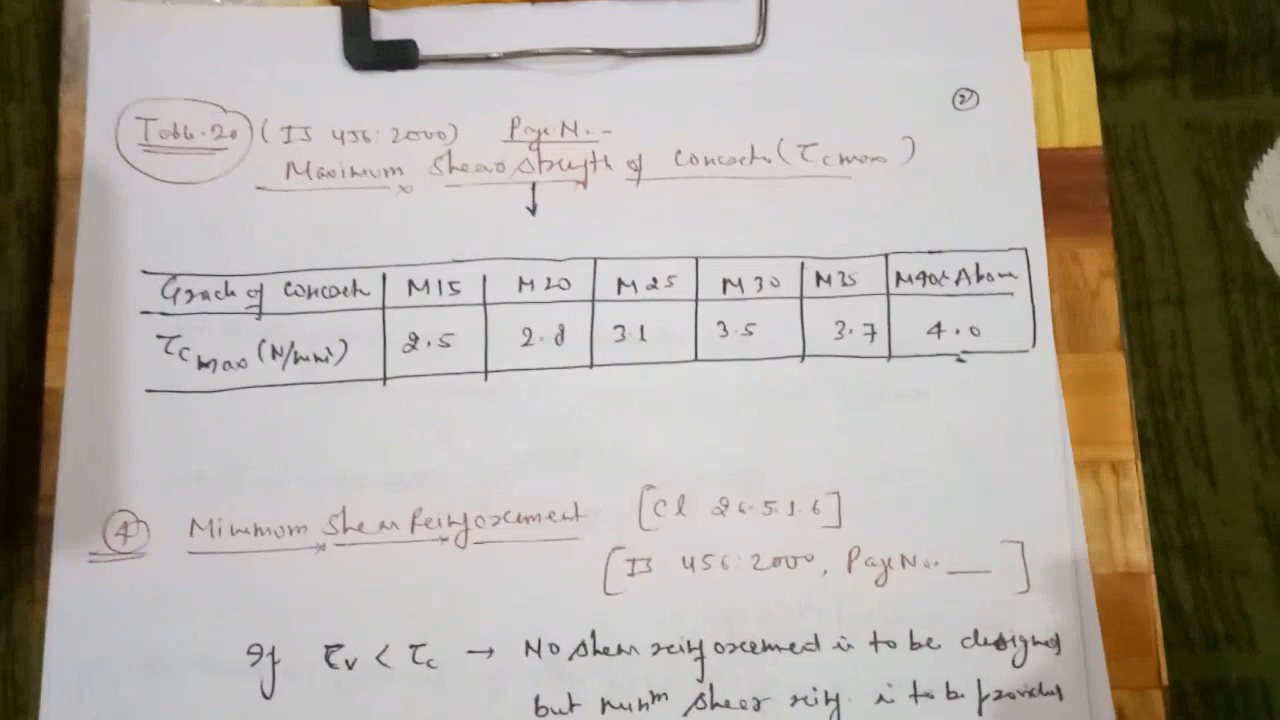 ②
Table.20 (IS 456:2000) Page N.-
Maximum Shear Strength of Concrete (τc max)
↓
Grade of Concrete M15 M20 M25 M30 M35 M40 & Above
τc max (N/mm²) 2.5 2.8 3.1 3.5 3.7 4.0
④ Minimum Shear Reinforcement [Cl 26.5.1.6]
[IS 456:2000, Page No. __ ]
If τv < τc → No shear reinforcement is to be designed
but minm shear reinf. is to be provided